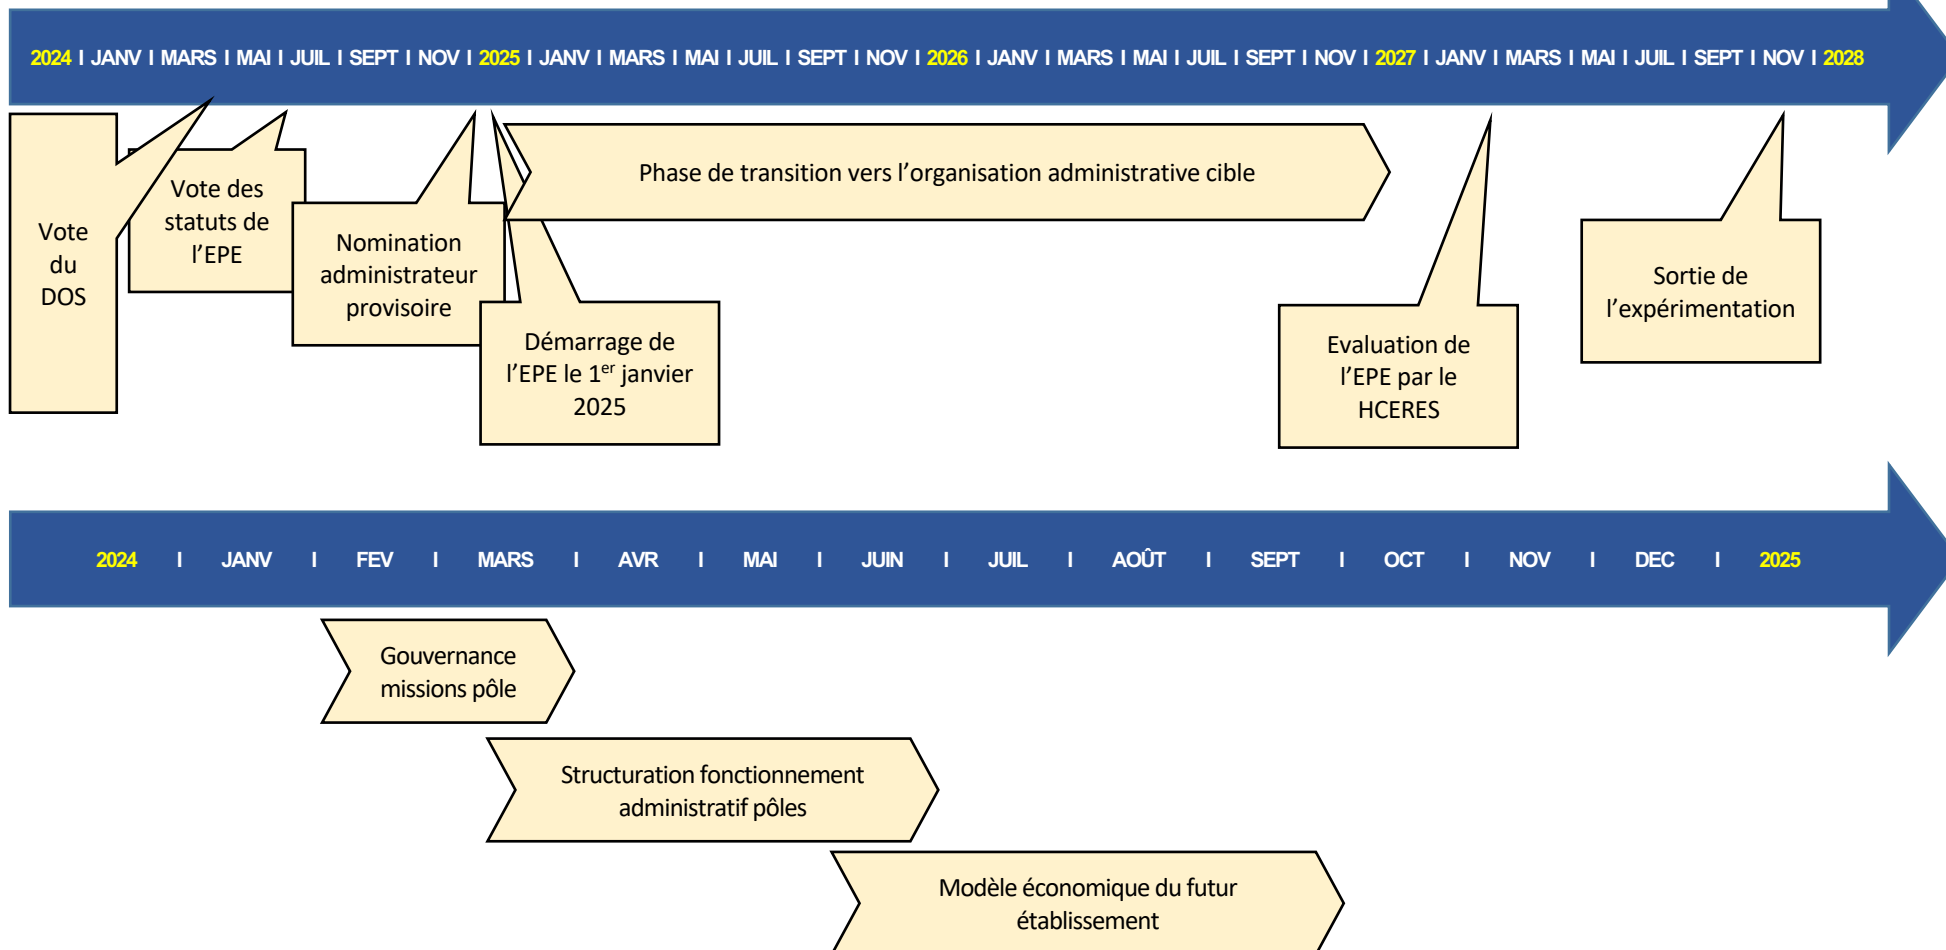 2024 I JANV I MARS I MAI I JUIL I SEPT I NOV I 2025 I JANV I MARS I MAI I JUIL I SEPT I NOV I 2026 I JANV I MARS I MAI I JUIL I SEPT I NOV I 2027 I JANV I MARS I MAI I JUIL I SEPT I NOV I 2028
Vote
du
DOS
Vote des
statuts de
l’EPE
Nomination
administrateur
provisoire
Démarrage de
l’EPE le 1er janvier
2025
Phase de transition vers l’organisation administrative cible
Evaluation de
l’EPE par le
HCERES
Sortie de
l’expérimentation
2024 I JANV I FEV I MARS I AVR I MAI I JUIN I JUIL I AOÛT I SEPT I OCT I NOV I DEC I 2025
Gouvernance
missions pôle
Structuration fonctionnement
administratif pôles
Modèle économique du futur
établissement